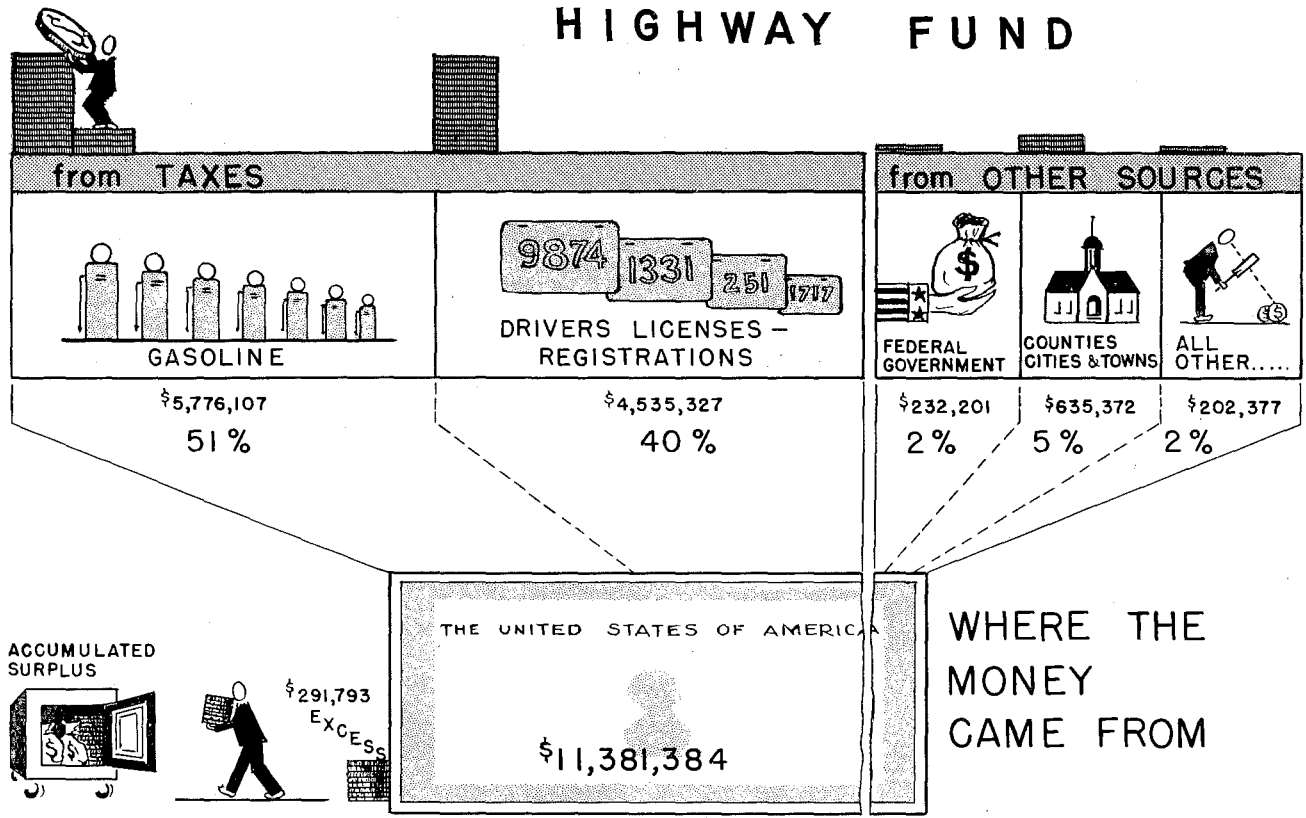 HIGHWAY FUND
from TAXES
from OTHER SOURCES
9874
1331
251
1717
$
$ $
GASOLINE
DRIVERS LICENSES –
REGISTRATIONS
FEDERAL
GOVERNMENT
COUNTIES
CITIES & TOWNS
ALL
OTHER.....
$5,776,107
$4,535,327
$232,201
$635,372
$202,377
51%
40%
2%
5%
2%
THE UNITED STATES OF AMERICA
WHERE THE
MONEY
CAME FROM
ACCUMULATED
SURPLUS
$ $
$291,793
EXCESS
$11,381,384